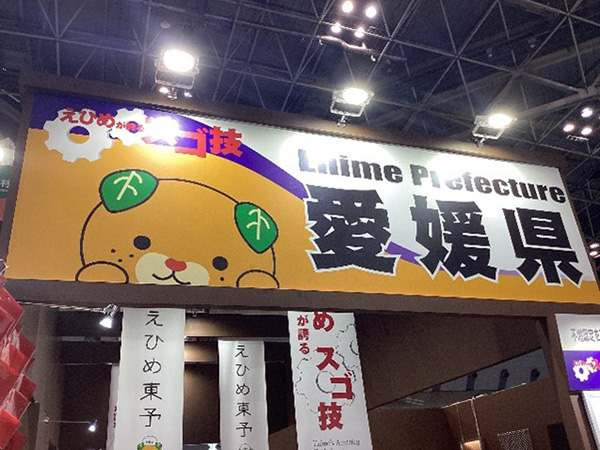 えひめが誇る
スゴ技
Ehime Prefecture
愛媛県
えひめ東予
えひめ東予
め スゴ技
が誇る